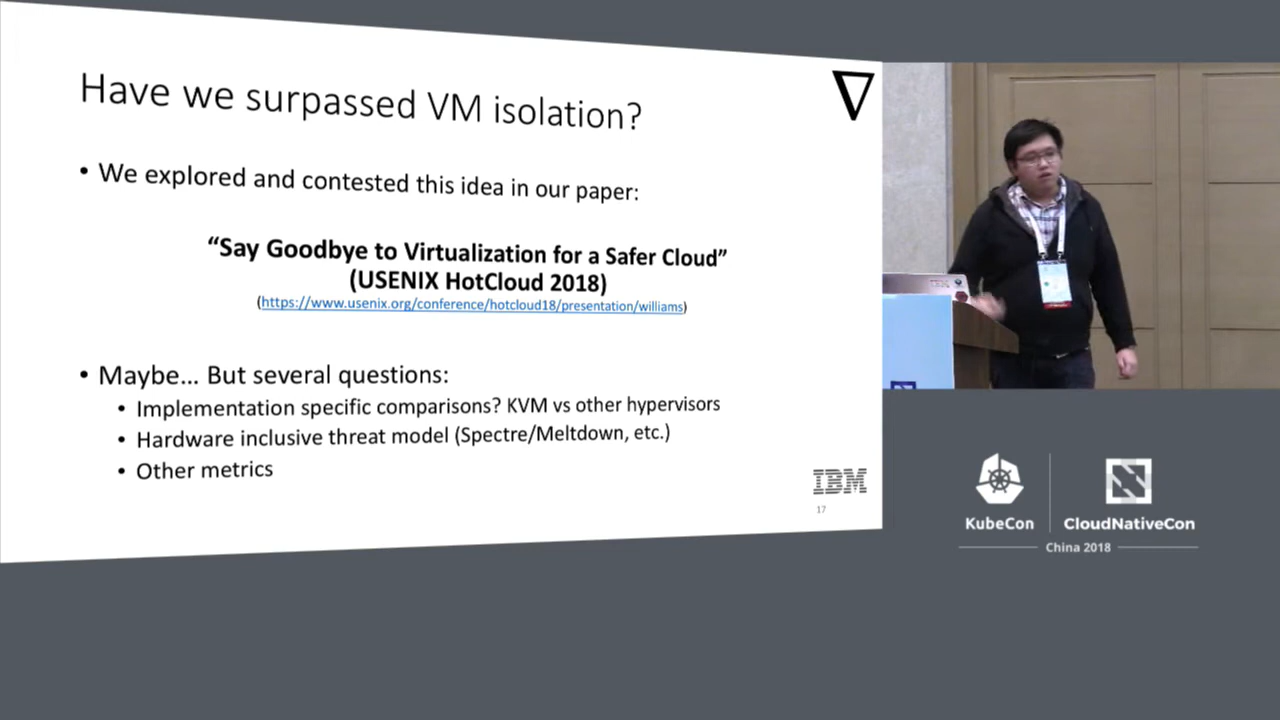 Have we surpassed VM isolation?
• We explored and contested this idea in our paper:
“Say Goodbye to Virtualization for a Safer Cloud”
(USENIX HotCloud 2018)
(https://www.usenix.org/conference/hotcloud18/presentation/williams)
• Maybe... But several questions:
• Implementation specific comparisons? KVM vs other hypervisors
• Hardware inclusive threat model (Spectre/Meltdown, etc.)
• Other metrics
IBM
17
IBM
KubeCon
CloudNativeCon
China 2018